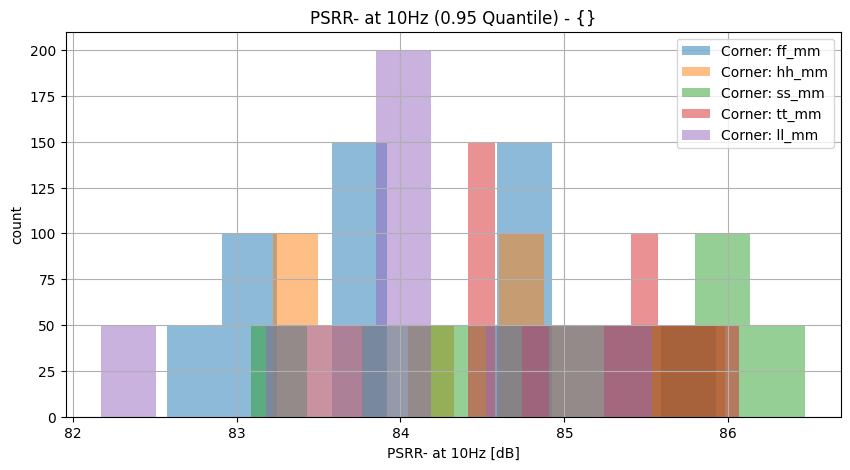 PSRR- at 10Hz (0.95 Quantile) - {}
Corner: ff_mm
Corner: hh_mm
Corner: ss_mm
Corner: tt_mm
Corner: ll_mm
count
200
175
150
125
100
75
50
25
0
82 83 84 85 86
PSRR- at 10Hz [dB]